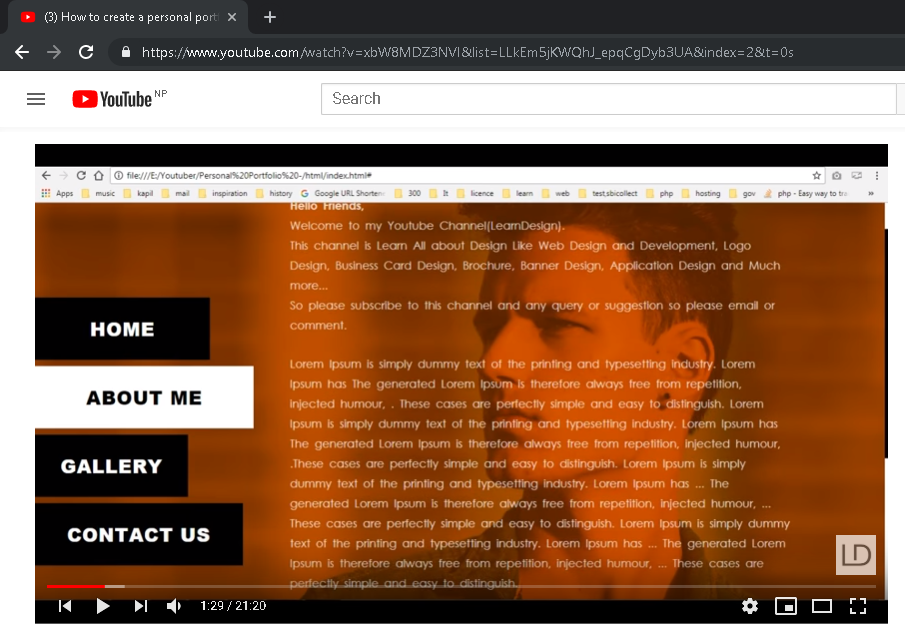 (3) How to create a personal port
https://www.youtube.com/watch?v=xbW8MDZ3NVI&list=LLkEm5jKWQhJ_epqCgDyb3UA&index=2&t=0s
YouTube NP
Search
file:///E:/Youtuber/Personal%20Portfolio%20-/html/index.html#
Apps music kapil mail inspiration history Google URL Shorten 300 It licence learn web test,sbicollect php hosting gov php - Easy way to tra »
Hello Friends,
Welcome to my Youtube Channel(LearnDesign).
This channel is Learn All about Design Like Web Design and Development, Logo
Design, Business Card Design, Brochure, Banner Design, Application Design and Much
more...
So please subscribe to this channel and any query or suggestion so please email or
comment.
HOME
ABOUT ME
GALLERY
CONTACT US
Lorem Ipsum is simply dummy text of the printing and typesetting industry. Lorem
Ipsum has The generated Lorem Ipsum is therefore always free from repetition,
injected humour, . These cases are perfectly simple and easy to distinguish. Lorem
Ipsum is simply dummy text of the printing and typesetting industry. Lorem Ipsum has
The generated Lorem Ipsum is therefore always free from repetition, injected humour,
.These cases are perfectly simple and easy to distinguish. Lorem Ipsum is simply
dummy text of the printing and typesetting industry. Lorem Ipsum has ... The
generated Lorem Ipsum is therefore always free from repetition, injected humour, ...
These cases are perfectly simple and easy to distinguish. Lorem Ipsum is simply dummy
text of the printing and typesetting industry. Lorem Ipsum has ... The generated Lorem
Ipsum is therefore always free from repetition, injected humour, ... These cases are
perfectly simple and easy to distinguish.
LD
1:29 / 21:20